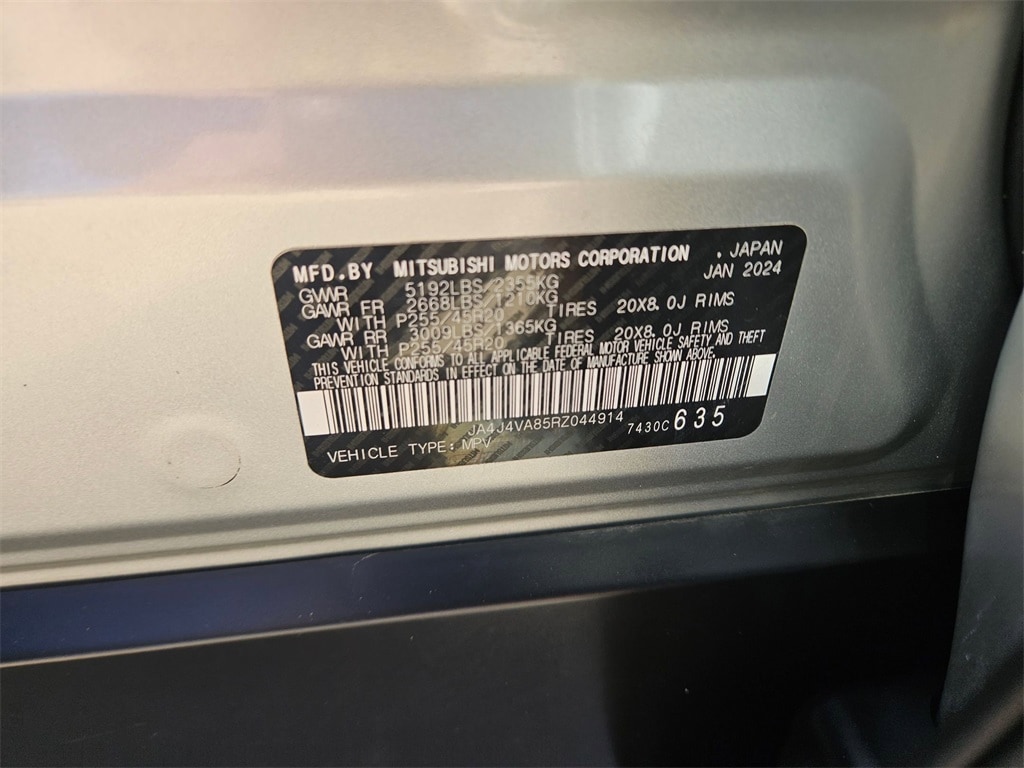 MFD.BY MITSUBISHI MOTORS CORPORATION . JAPAN
JAN 2024
GVWR 5192LBS/2355KG
GAWR FR 2668LBS/1210KG
WITH P255/45R20 TIRES 20X8.0J RIMS
GAWR RR 3009LBS/1365KG
WITH P255/45R20 TIRES 20X8.0J RIMS
THIS VEHICLE CONFORMS TO ALL APPLICABLE FEDERAL MOTOR VEHICLE SAFETY AND THEFT
PREVENTION STANDARDS IN EFFECT ON THE DATE OF MANUFACTURE SHOWN ABOVE.
JA4J4VA85RZ044914
7430C 635
VEHICLE TYPE: MPV